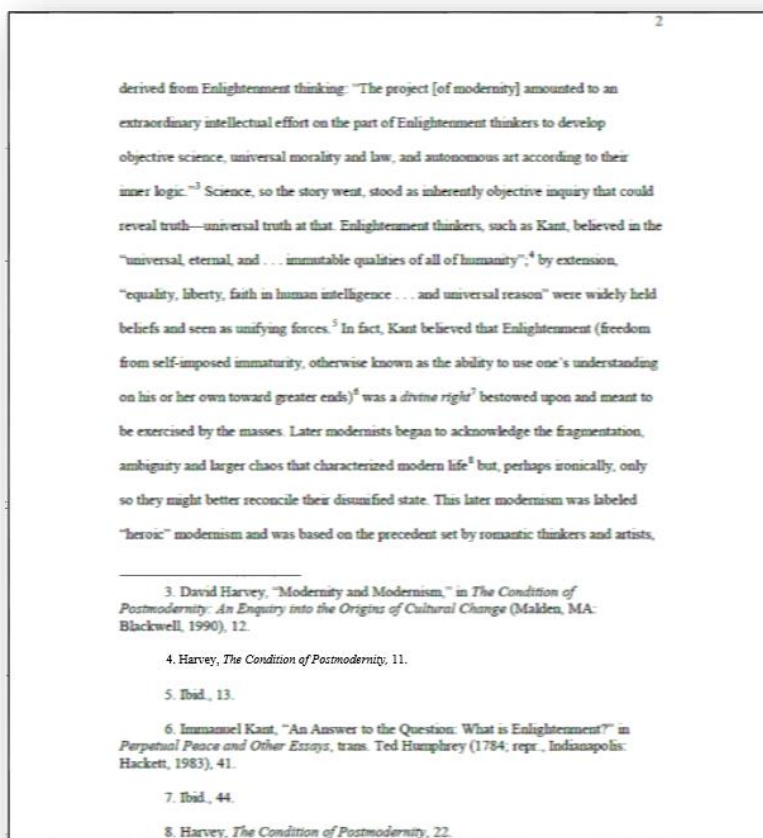 2
derived from Enlightenment thinking: “The project [of modernity] amounted to an
extraordinary intellectual effort on the part of Enlightenment thinkers to develop
objective science, universal morality and law, and autonomous art according to their
inner logic.”3 Science, so the story went, stood as inherently objective inquiry that could
reveal truth—universal truth at that. Enlightenment thinkers, such as Kant, believed in the
“universal, eternal, and . . . immutable qualities of all of humanity”;4 by extension,
“equality, liberty, faith in human intelligence . . . and universal reason” were widely held
beliefs and seen as unifying forces.5 In fact, Kant believed that Enlightenment (freedom
from self-imposed immaturity, otherwise known as the ability to use one’s understanding
on his or her own toward greater ends)6 was a divine right7 bestowed upon and meant to
be exercised by the masses. Later modernists began to acknowledge the fragmentation,
ambiguity and larger chaos that characterized modern life8 but, perhaps ironically, only
so they might better reconcile their disunified state. This later modernism was labeled
“heroic” modernism and was based on the precedent set by romantic thinkers and artists,
3. David Harvey, “Modernity and Modernism,” in The Condition of
Postmodernity: An Enquiry into the Origins of Cultural Change (Malden, MA:
Blackwell, 1990), 12.
4. Harvey, The Condition of Postmodernity, 11.
5. Ibid., 13.
6. Immanuel Kant, “An Answer to the Question: What is Enlightenment?” in
Perpetual Peace and Other Essays, trans. Ted Humphrey (1784; repr., Indianapolis:
Hackett, 1983), 41.
7. Ibid., 44.
8. Harvey, The Condition of Postmodernity, 22.